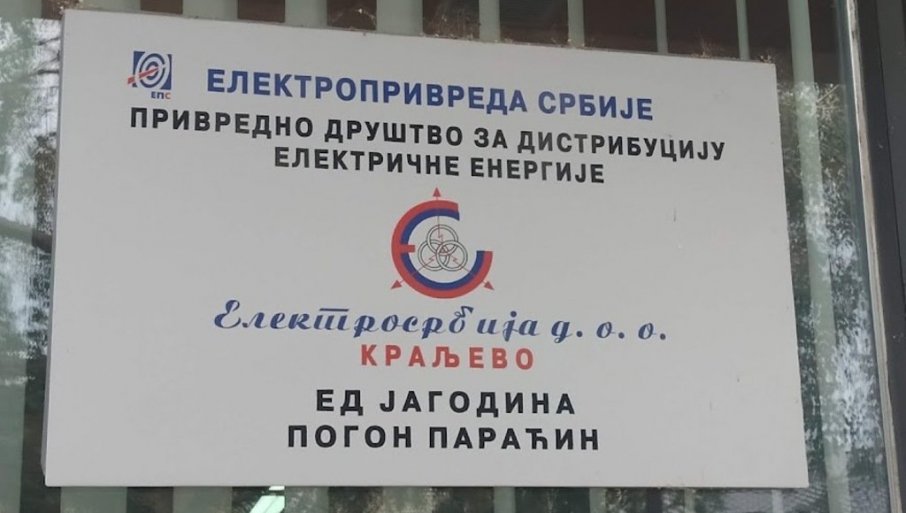 ЕПС
ЕЛЕКТРОПРИВРЕДА СРБИЈЕ
ПРИВРЕДНО ДРУШТВО ЗА ДИСТРИБУЦИЈУ
ЕЛЕКТРИЧНЕ ЕНЕРГИЈЕ
Електросрбија д. о. о.
КРАЉЕВО
ЕД ЈАГОДИНА
ПОГОН ПАРАЋИН